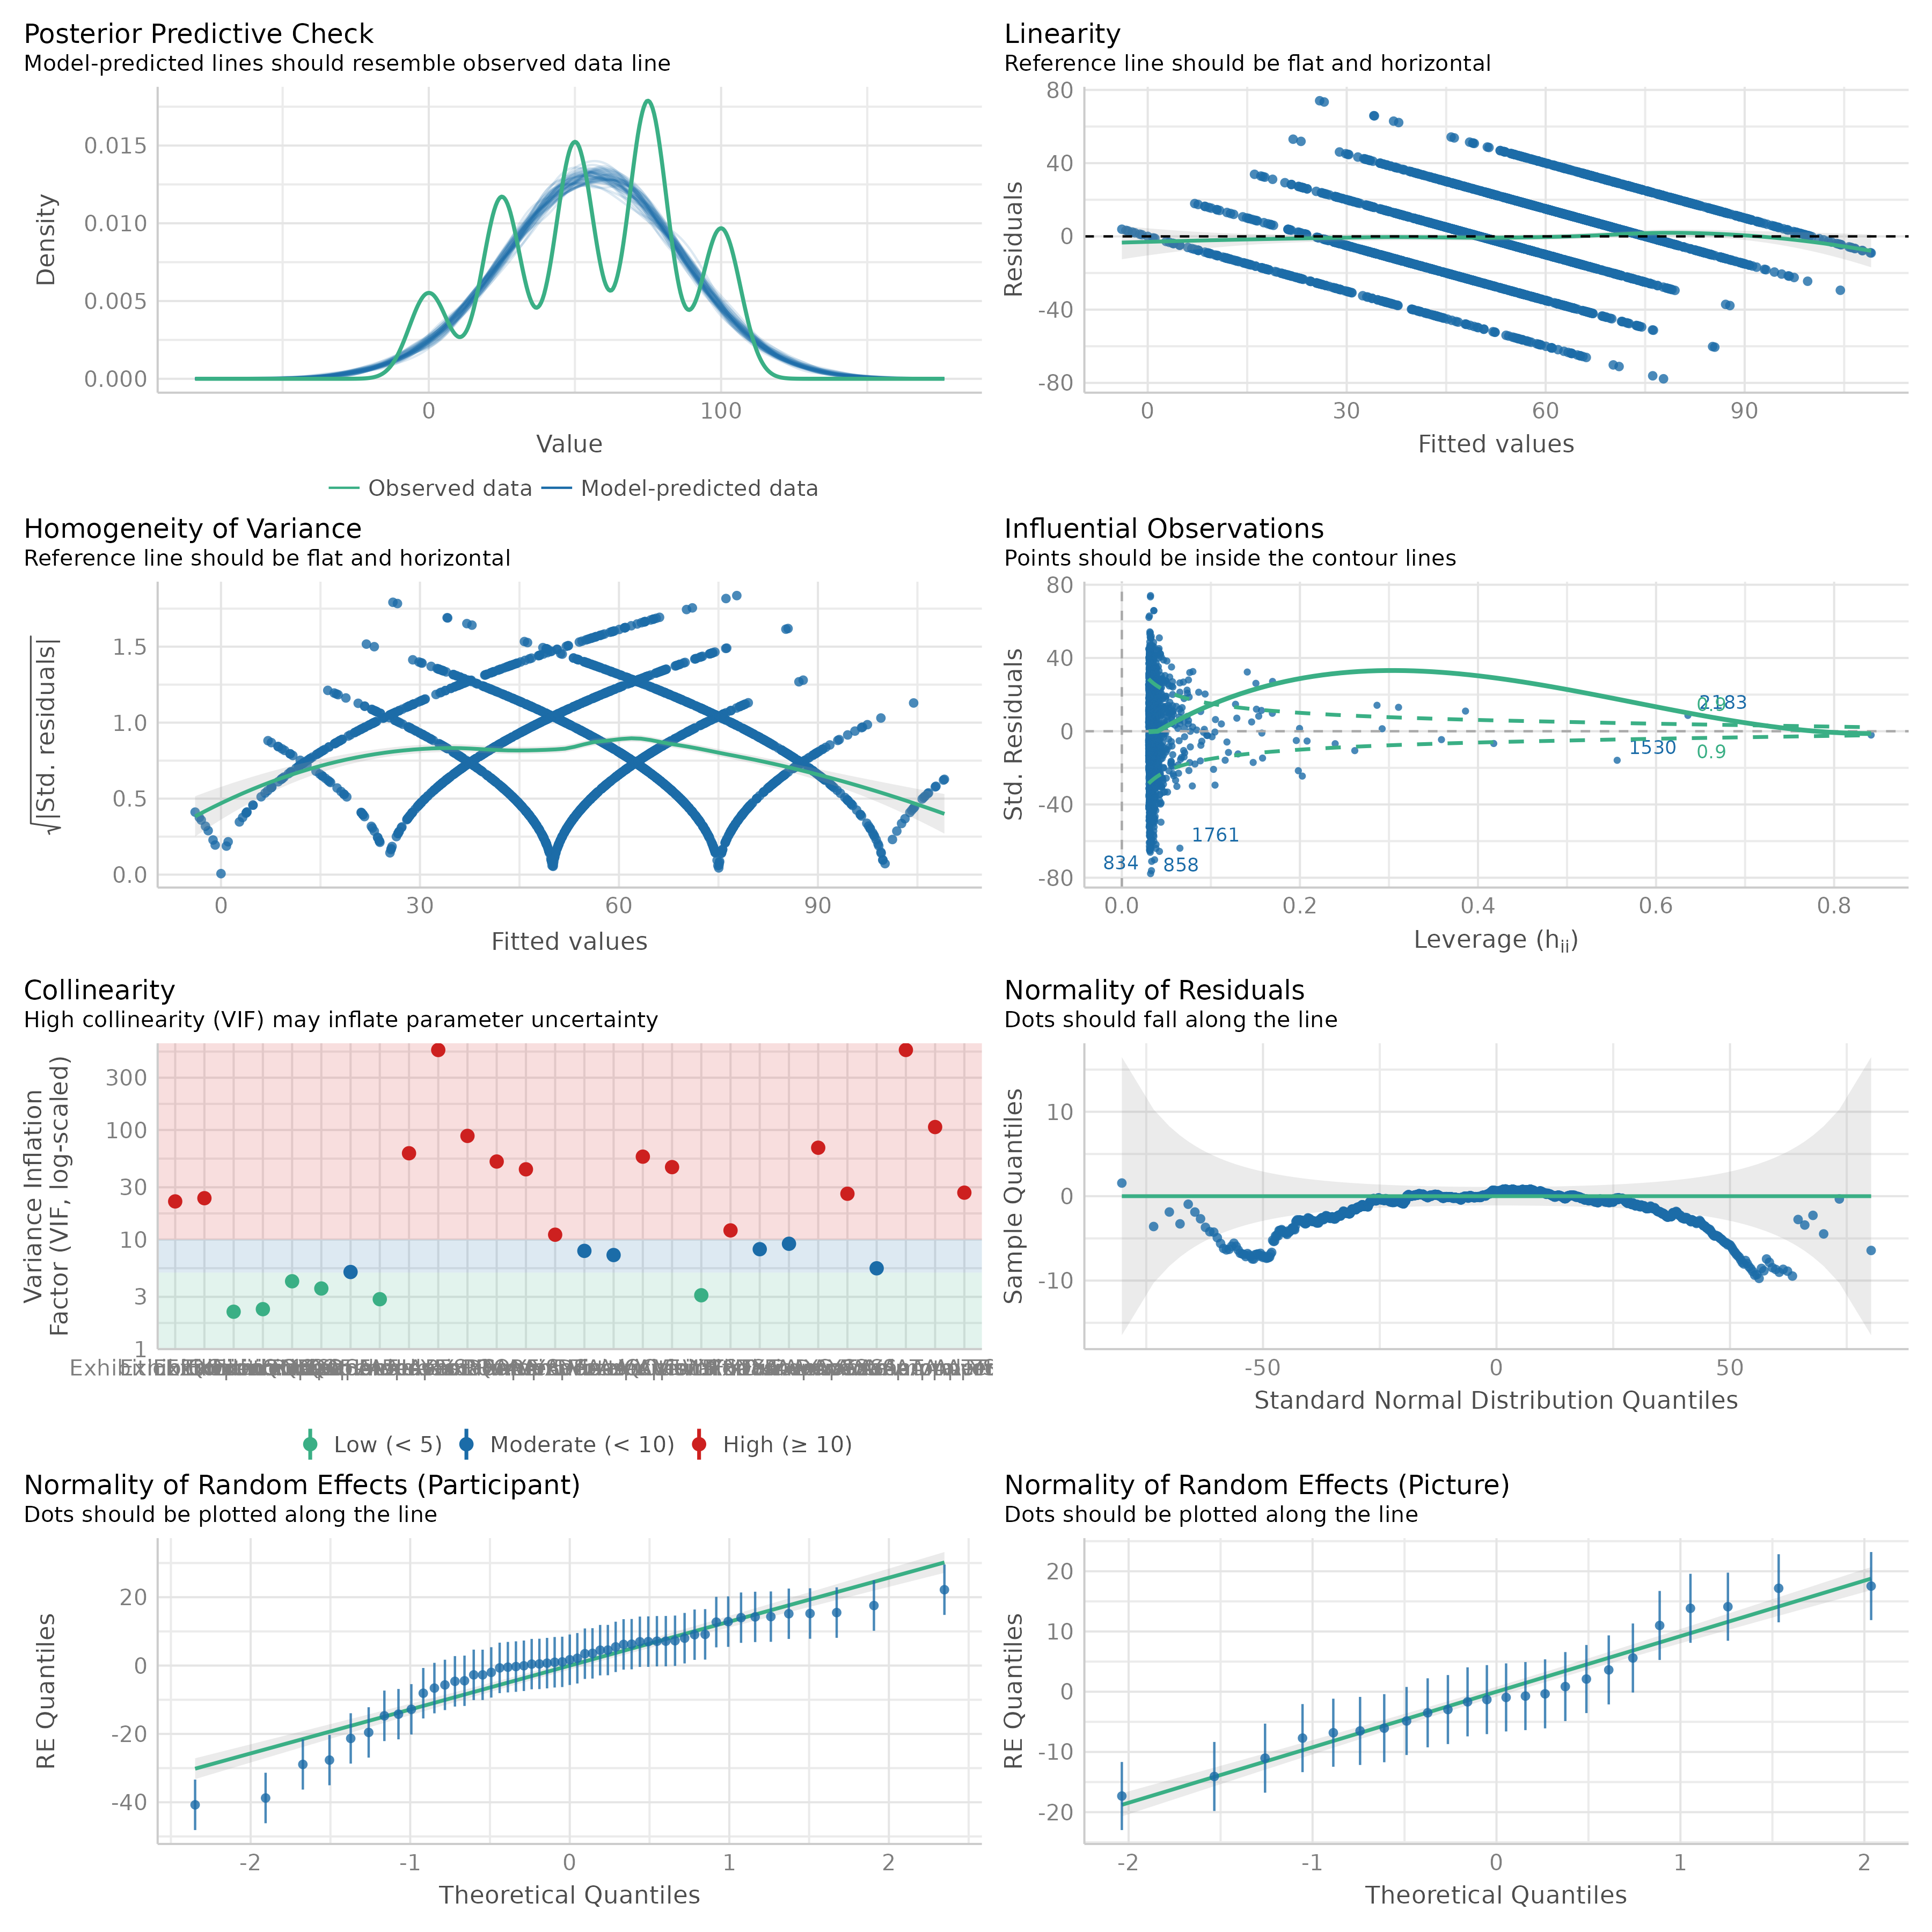 Posterior Predictive Check
Model-predicted lines should resemble observed data line
Density
0.015
0.010
0.005
0.000
0
100
Value
Observed data
Model-predicted data
Linearity
Reference line should be flat and horizontal
Residuals
80
40
0
-40
-80
0
30
60
90
Fitted values
Homogeneity of Variance
Reference line should be flat and horizontal
√|Std. residuals|
1.5
1.0
0.5
0.0
0
30
60
90
Fitted values
Influential Observations
Points should be inside the contour lines
Std. Residuals
80
40
0
-40
-80
2183
1530
0.9
1761
834
858
0.0
0.2
0.4
0.6
0.8
Leverage (hii)
Collinearity
High collinearity (VIF) may inflate parameter uncertainty
Variance Inflation
Factor (VIF, log-scaled)
300
100
30
10
3
1
Low (< 5)
Moderate (< 10)
High (≥ 10)
Normality of Residuals
Dots should fall along the line
Sample Quantiles
10
0
-10
-50
0
50
Standard Normal Distribution Quantiles
Normality of Random Effects (Participant)
Dots should be plotted along the line
RE Quantiles
20
0
-20
-40
-2
-1
0
1
2
Theoretical Quantiles
Normality of Random Effects (Picture)
Dots should be plotted along the line
RE Quantiles
20
10
0
-10
-20
-2
-1
0
1
2
Theoretical Quantiles